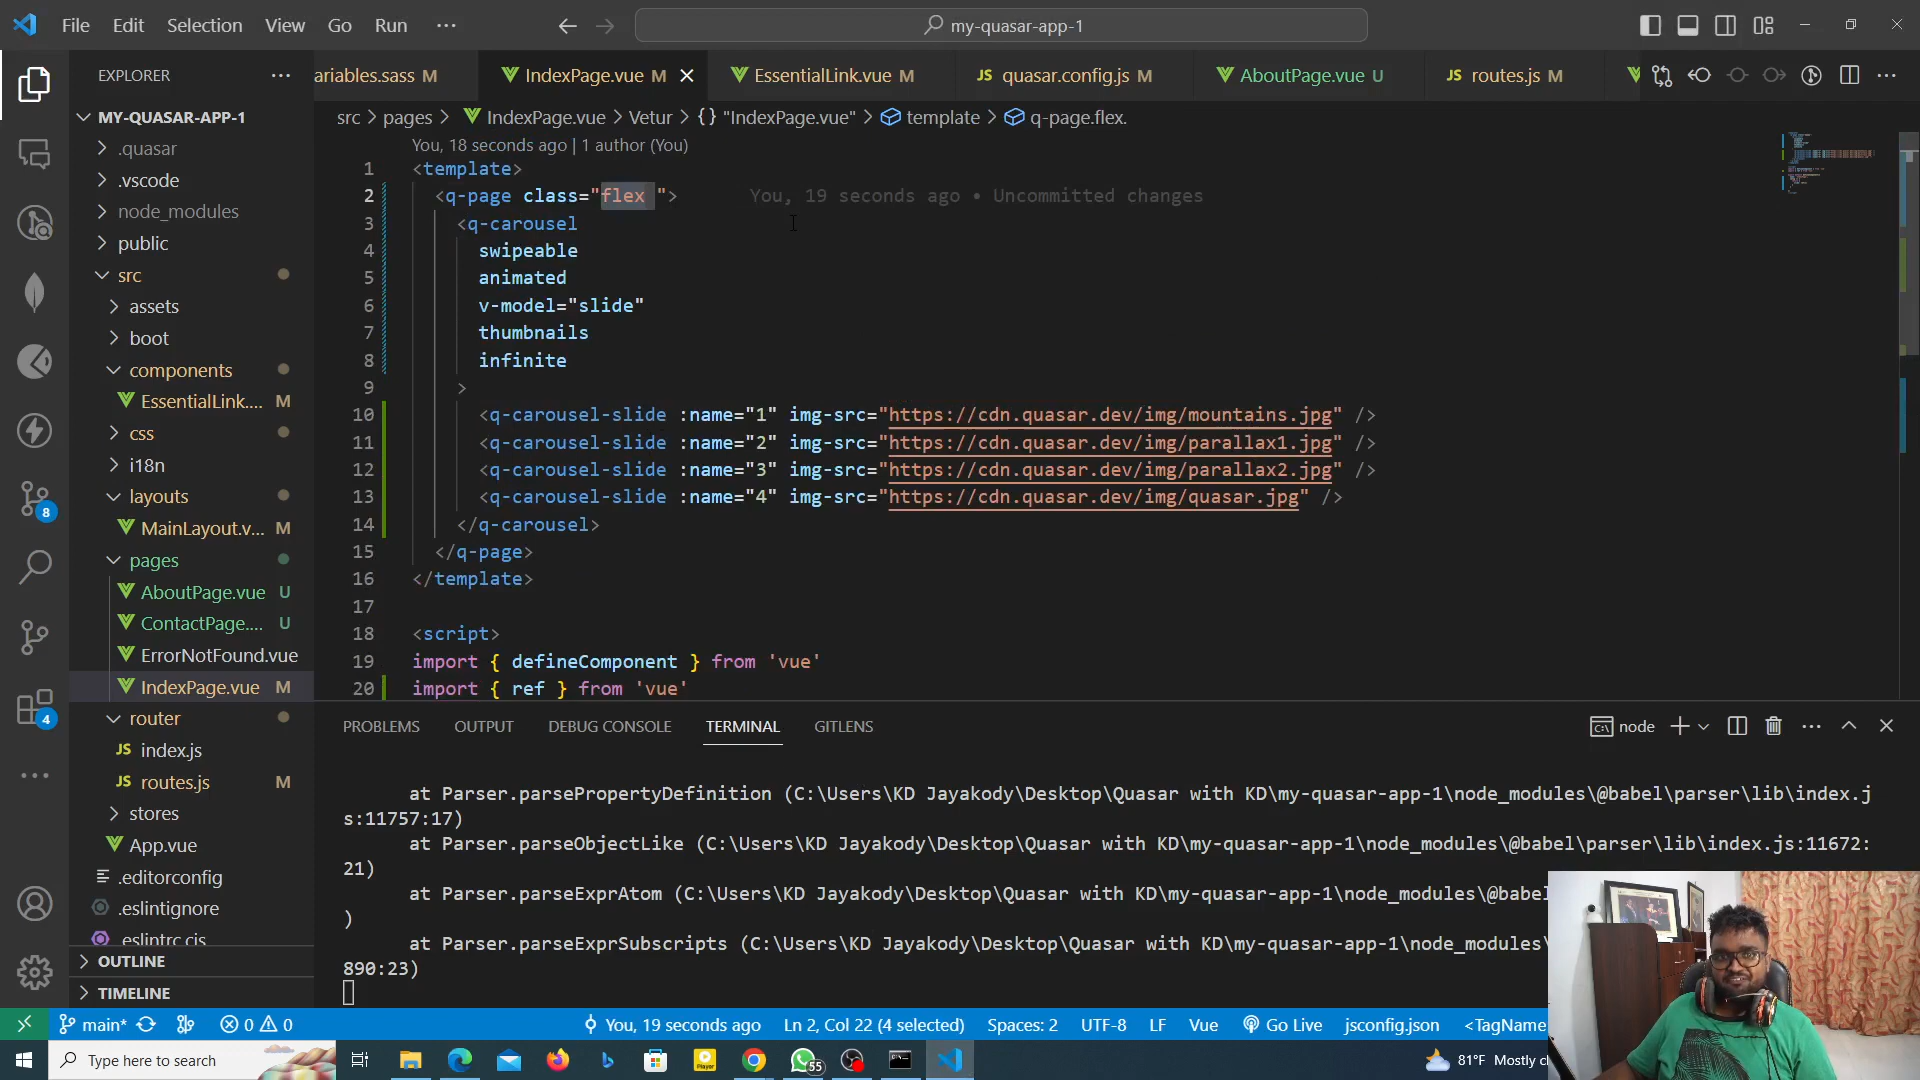 File Edit Selection View Go Run ···
my-quasar-app-1
EXPLORER
ariables.sass M
IndexPage.vue M
EssentialLink.vue M
JS quasar.config.js M
AboutPage.vue U
JS routes.js M
MY-QUASAR-APP-1
src > pages > IndexPage.vue > Vetur > {} "IndexPage.vue" > template > q-page.flex.
.quasar
.vscode
node_modules
public
src
assets
boot
components
EssentialLink.... M
css
i18n
layouts
MainLayout.v... M
pages
AboutPage.vue U
ContactPage.... U
ErrorNotFound.vue
IndexPage.vue M
router
JS index.js
JS routes.js M
stores
App.vue
.editorconfig
.eslintignore
.eslintrc.cjs
OUTLINE
TIMELINE
8
4
You, 18 seconds ago | 1 author (You)
1 <template>
2 <q-page class="flex "> You, 19 seconds ago • Uncommitted changes
3 <q-carousel
4 swipeable
5 animated
6 v-model="slide"
7 thumbnails
8 infinite
9 >
10 <q-carousel-slide :name="1" img-src="https://cdn.quasar.dev/img/mountains.jpg" />
11 <q-carousel-slide :name="2" img-src="https://cdn.quasar.dev/img/parallax1.jpg" />
12 <q-carousel-slide :name="3" img-src="https://cdn.quasar.dev/img/parallax2.jpg" />
13 <q-carousel-slide :name="4" img-src="https://cdn.quasar.dev/img/quasar.jpg" />
14 </q-carousel>
15 </q-page>
16 </template>
17
18 <script>
19 import { defineComponent } from 'vue'
20 import { ref } from 'vue'
PROBLEMS OUTPUT DEBUG CONSOLE TERMINAL GITLENS
node
at Parser.parsePropertyDefinition (C:\Users\KD Jayakody\Desktop\Quasar with KD\my-quasar-app-1\node_modules\@babel\parser\lib\index.j
s:11757:17)
at Parser.parseObjectLike (C:\Users\KD Jayakody\Desktop\Quasar with KD\my-quasar-app-1\node_modules\@babel\parser\lib\index.js:11672:
21)
at Parser.parseExprAtom (C:\Users\KD Jayakody\Desktop\Quasar with KD\my-quasar-app-1\node_modules\@babel
)
at Parser.parseExprSubscripts (C:\Users\KD Jayakody\Desktop\Quasar with KD\my-quasar-app-1\node_modules\
890:23)
main* 0 0 You, 19 seconds ago Ln 2, Col 22 (4 selected) Spaces: 2 UTF-8 LF Vue Go Live jsconfig.json <TagName
Type here to search
Player
55
81°F Mostly c